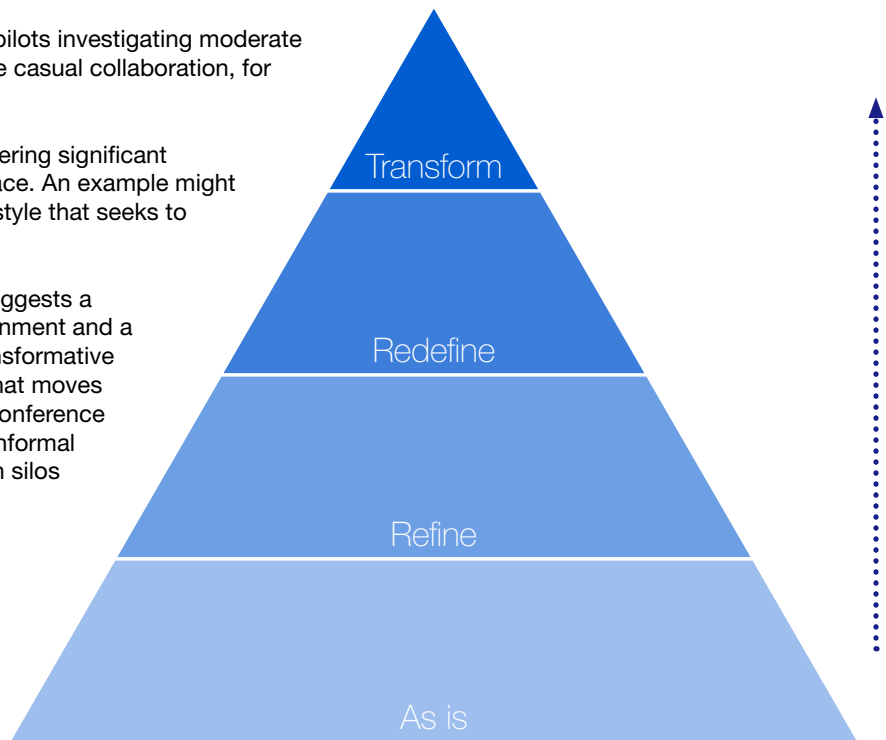 pilots investigating moderate
casual collaboration, for
ering significant
ace. An example might
style that seeks to
ggests a
nment and a
nsformative
hat moves
onference
nformal
silos
Transform
Redefine
Refine
As is